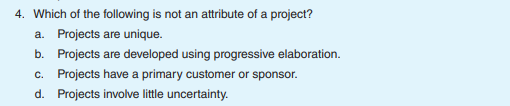 4. Which of the following is not an attribute of a project?
a. Projects are unique.
b. Projects are developed using progressive elaboration.
c. Projects have a primary customer or sponsor.
d. Projects involve little uncertainty.